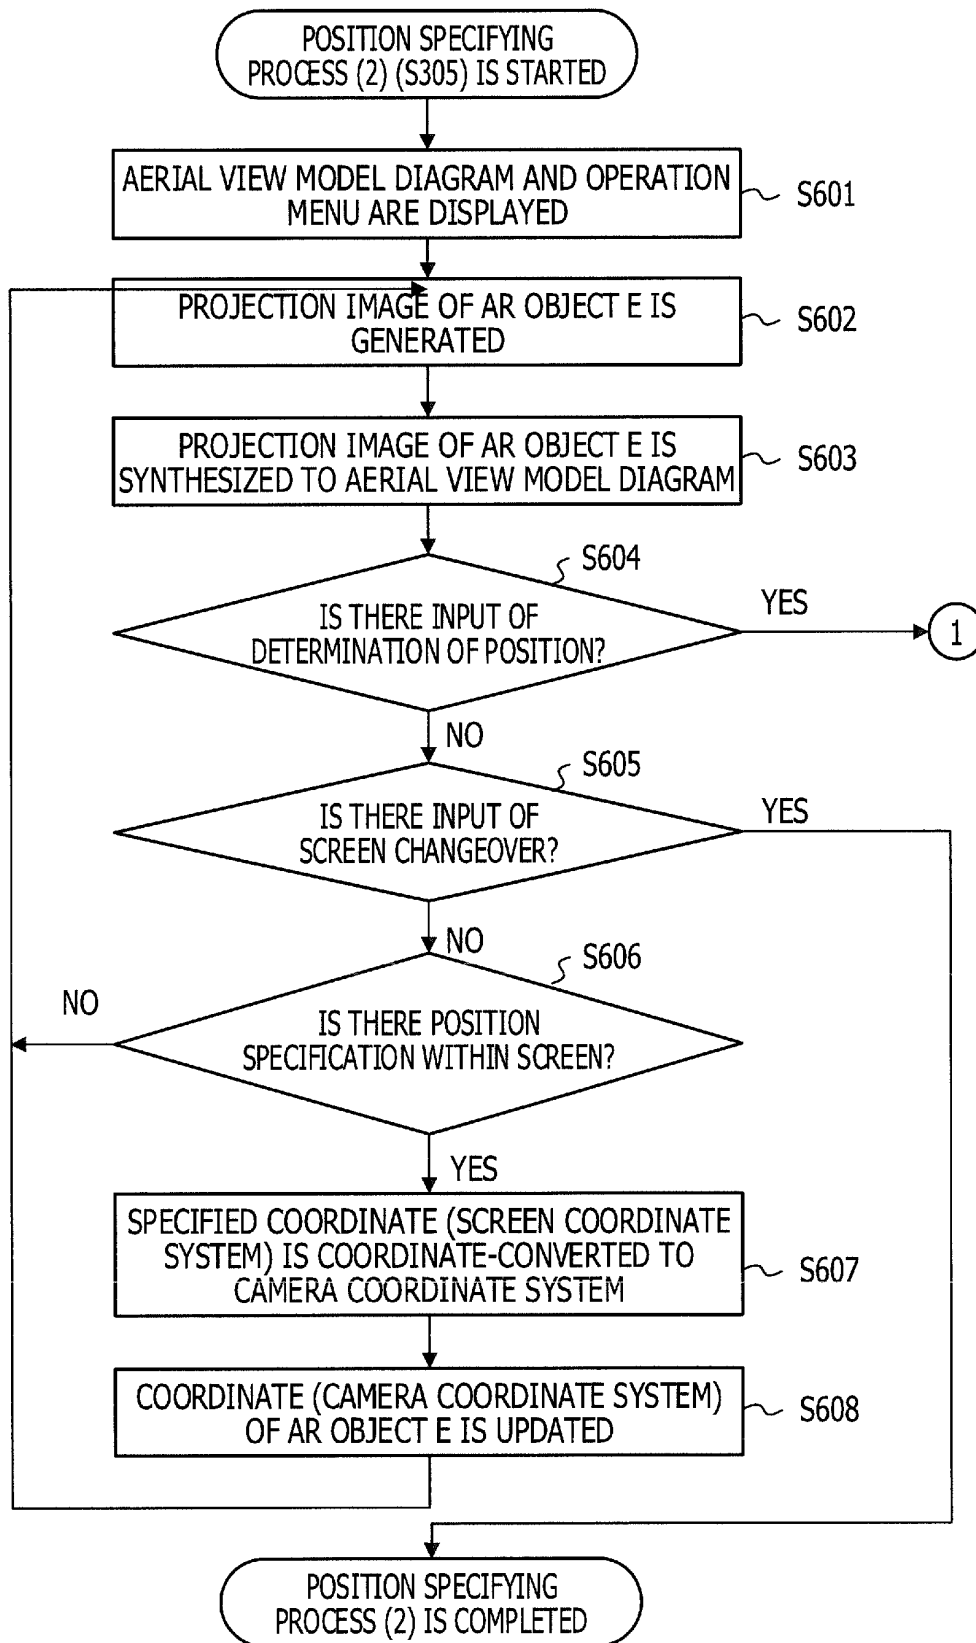 POSITION SPECIFYING
PROCESS (2) (S305) IS STARTED
AERIAL VIEW MODEL DIAGRAM AND OPERATION
MENU ARE DISPLAYED
S601
PROJECTION IMAGE OF AR OBJECT E IS
GENERATED
S602
PROJECTION IMAGE OF AR OBJECT E IS
SYNTHESIZED TO AERIAL VIEW MODEL DIAGRAM
S603
S604
IS THERE INPUT OF
DETERMINATION OF POSITION?
YES
1
NO
S605
IS THERE INPUT OF
SCREEN CHANGEOVER?
YES
NO
S606
IS THERE POSITION
SPECIFICATION WITHIN SCREEN?
NO
YES
SPECIFIED COORDINATE (SCREEN COORDINATE
SYSTEM) IS COORDINATE-CONVERTED TO
CAMERA COORDINATE SYSTEM
S607
COORDINATE (CAMERA COORDINATE SYSTEM)
OF AR OBJECT E IS UPDATED
S608
POSITION SPECIFYING
PROCESS (2) IS COMPLETED